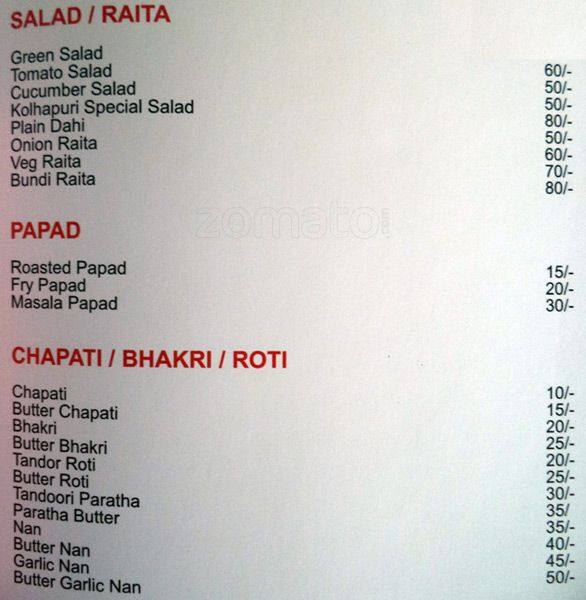 SALAD / RAITA
Green Salad 60/-
Tomato Salad 50/-
Cucumber Salad 50/-
Kolhapuri Special Salad 80/-
Plain Dahi 50/-
Onion Raita 60/-
Veg Raita 70/-
Bundi Raita 80/-
zomato.com
PAPAD
Roasted Papad 15/-
Fry Papad 20/-
Masala Papad 30/-
CHAPATI / BHAKRI / ROTI
Chapati 10/-
Butter Chapati 15/-
Bhakri 20/-
Butter Bhakri 25/-
Tandor Roti 20/-
Butter Roti 25/-
Tandoori Paratha 30/-
Paratha Butter 35/
Nan 35/-
Butter Nan 40/-
Garlic Nan 45/-
Butter Garlic Nan 50/-